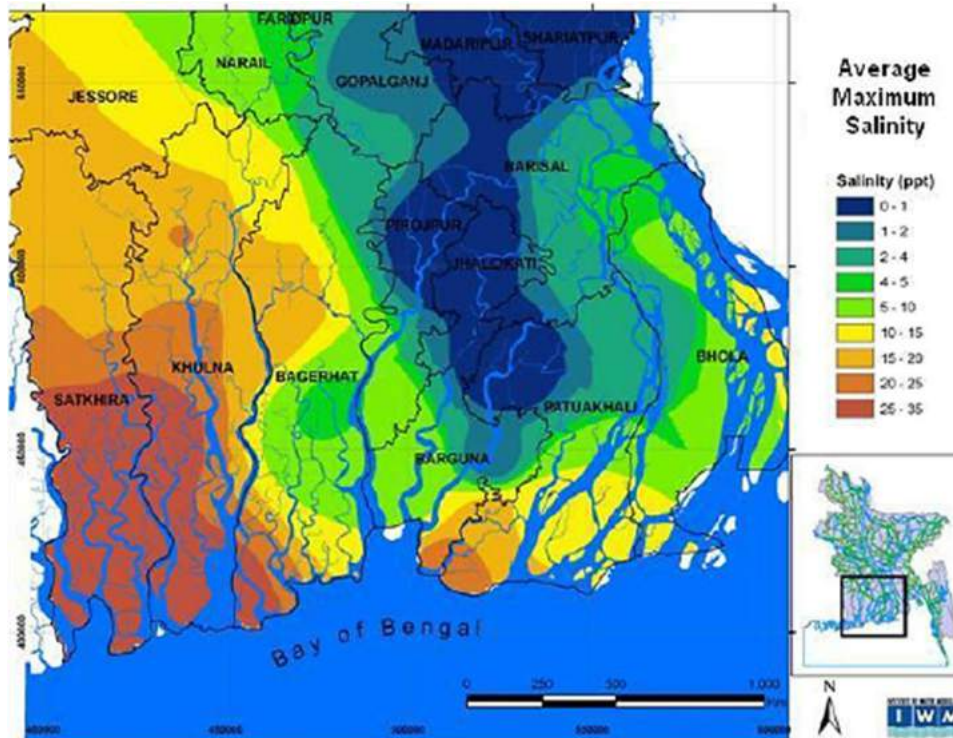 FARIDPUR
MADARIPUR
SHARIATPUR
NARAIL
GOPALGANJ
JESSORE
BARISAL
PIROJPUR
JHALOKATI
KHULNA
BAGERHAT
BHOLA
SATKHIRA
PATUAKHALI
BARGUNA
Bay of Bengal
0 250 500 1,000
Average
Maximum
Salinity
Salinity (ppt)
0 - 1
1 - 2
2 - 4
4 - 5
5 - 10
10 - 15
15 - 20
20 - 25
25 - 35
N
IWM